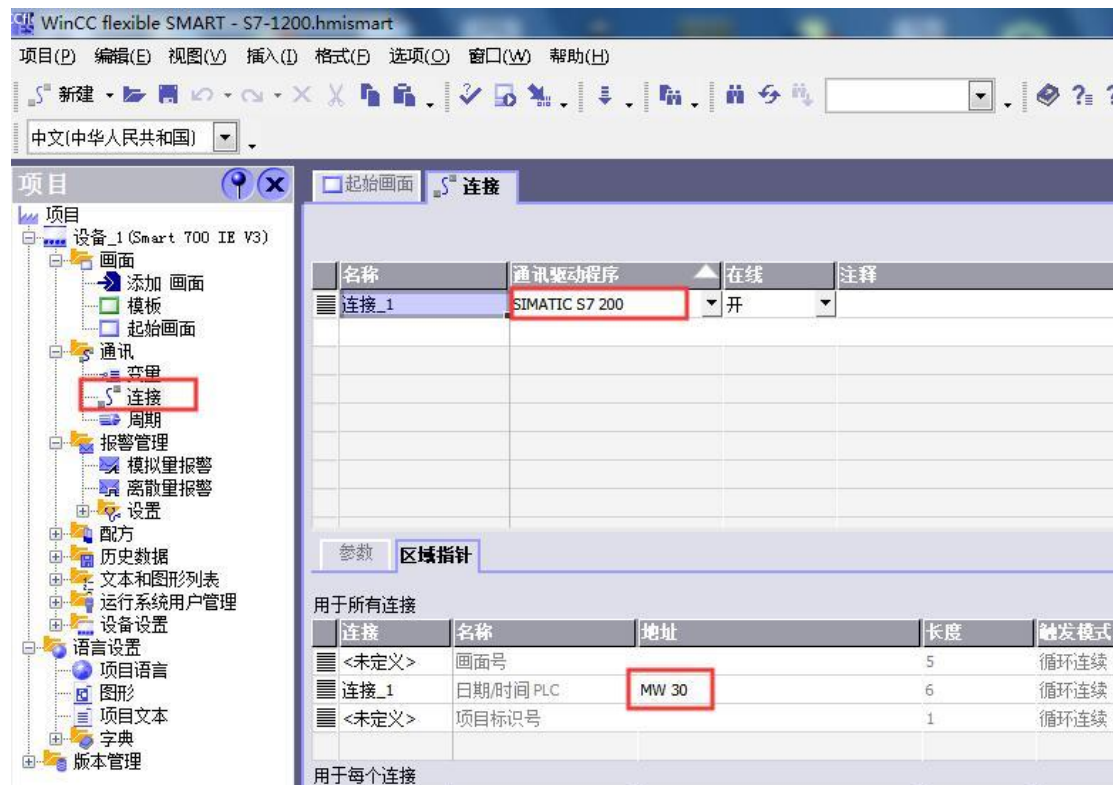 WinCC flexible SMART - S7-1200.hmismart
项目(P) 编辑(E) 视图(V) 插入(I) 格式(F) 选项(O) 窗口(W) 帮助(H)
新建
中文(中华人民共和国)
项目
项目
设备_1(Smart 700 IE V3)
画面
添加 画面
模板
起始画面
通讯
变量
连接
周期
报警管理
模拟量报警
离散量报警
设置
配方
历史数据
文本和图形列表
运行系统用户管理
设备设置
语言设置
项目语言
图形
项目文本
字典
版本管理
起始画面 连接
名称 通讯驱动程序 在线 注释
连接_1 SIMATIC S7 200 开
参数 区域指针
用于所有连接
连接 名称 地址 长度 触发模式
<未定义> 画面号 5 循环连续
连接_1 日期/时间 PLC MW 30 6 循环连续
<未定义> 项目标识号 1 循环连续
用于每个连接